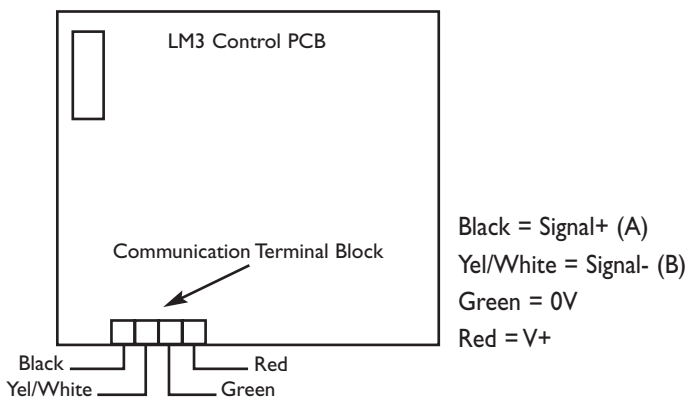 LM3 Control PCB
Communication Terminal Block
Black = Signal+ (A)
Yel/White = Signal- (B)
Green = 0V
Red = V+
Black
Red
Yel/White
Green